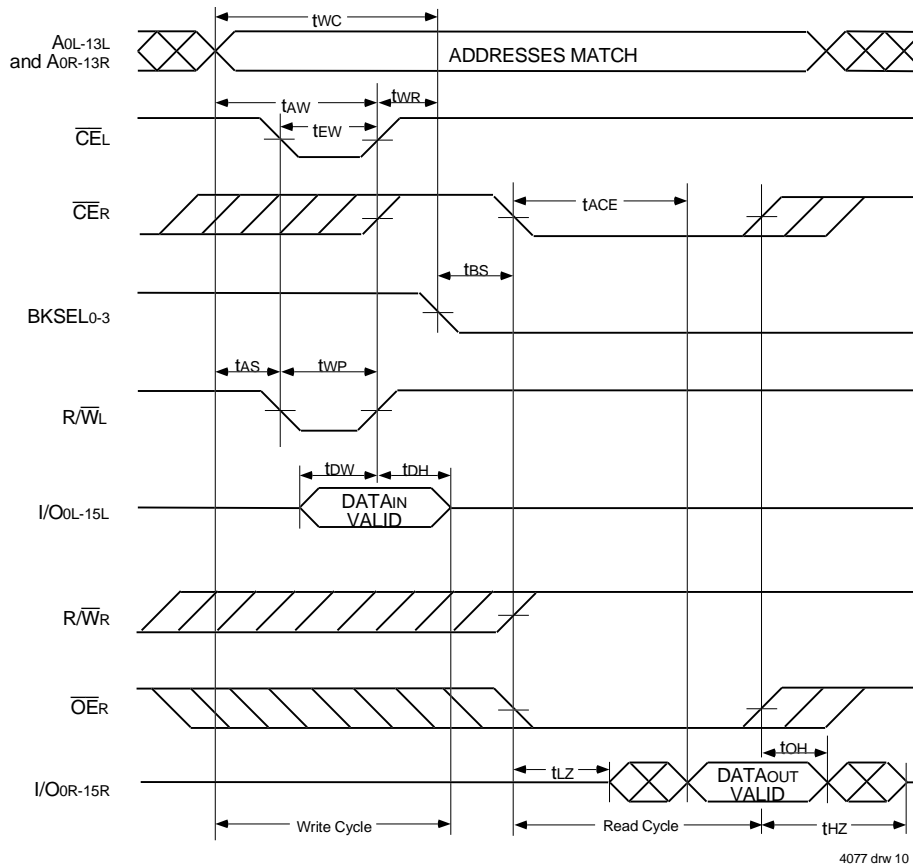 tWC
A0L-13L
and A0R-13R
ADDRESSES MATCH
tAW
tWR
CEL
tEW
CER
tACE
tBS
BKSEL0-3
tAS
tWP
R/WL
tDW
tDH
I/O0L-15L
DATAIN
VALID
R/WR
OER
tOH
tLZ
I/O0R-15R
DATAOUT
VALID
Write Cycle
Read Cycle
tHZ
4077 drw 10